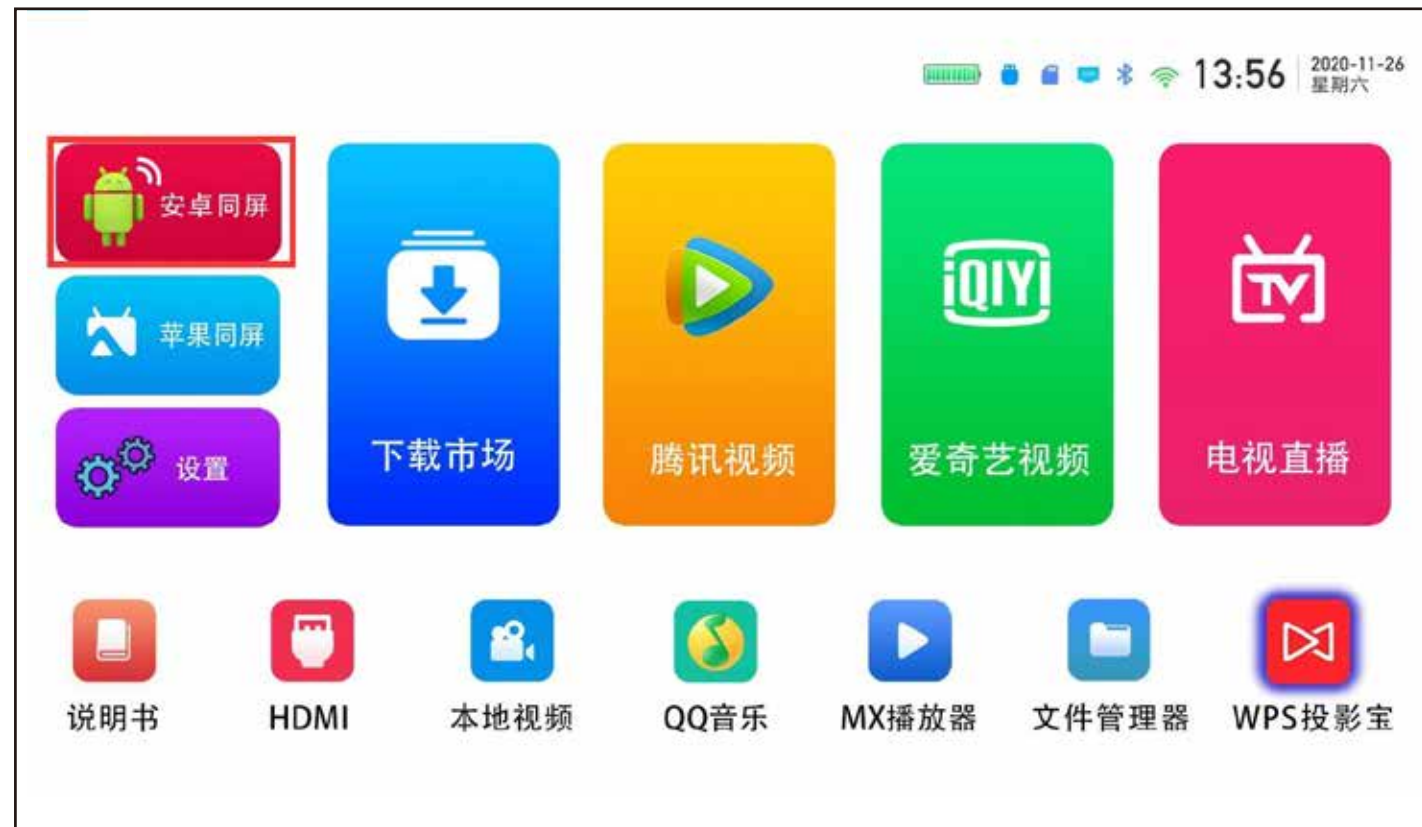 13:56
2020-11-26
星期六
安卓同屏
苹果同屏
设置
下载市场
腾讯视频
iQIYI
爱奇艺视频
TV
电视直播
说明书
HDMI
本地视频
QQ音乐
MX播放器
文件管理器
WPS投影宝